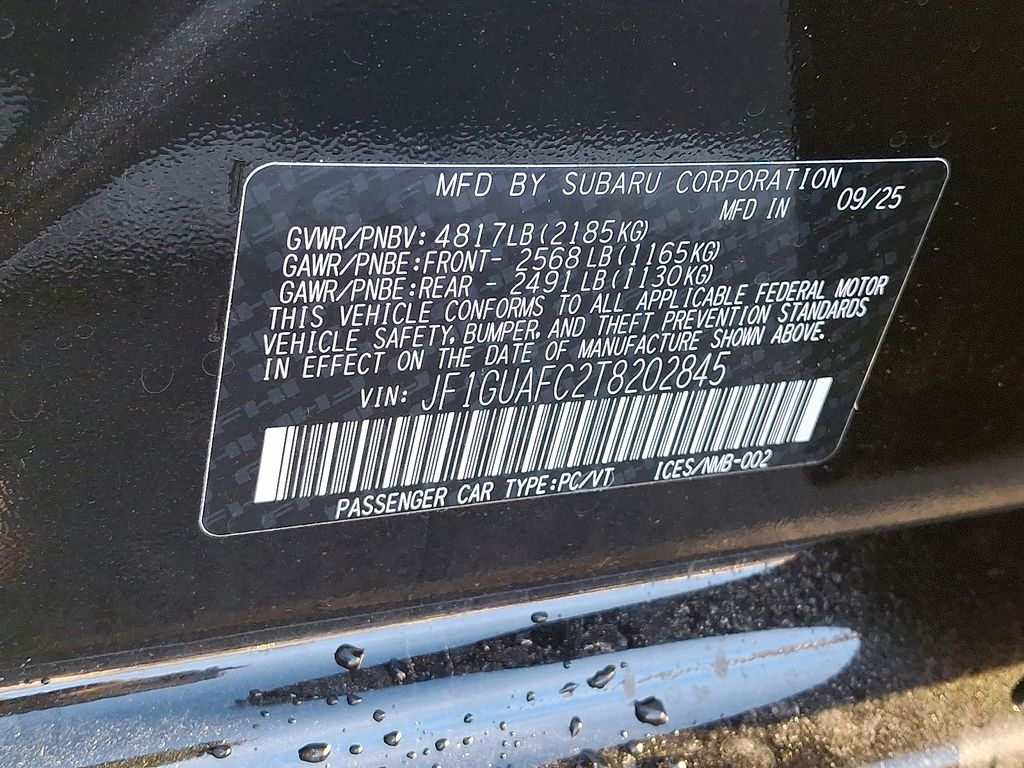 MFD BY SUBARU CORPORATION
MFD IN 09/25
GVWR/PNBV: 4817LB(2185KG)
GAWR/PNBE:FRONT- 2568LB(1165KG)
GAWR/PNBE:REAR - 2491LB(1130KG)
THIS VEHICLE CONFORMS TO ALL APPLICABLE FEDERAL MOTOR
VEHICLE SAFETY, BUMPER, AND THEFT PREVENTION STANDARDS
IN EFFECT ON THE DATE OF MANUFACTURE SHOWN ABOVE.
VIN: JF1GUAFC2T8202845
PASSENGER CAR TYPE:PC/VT ICES/NMB-002